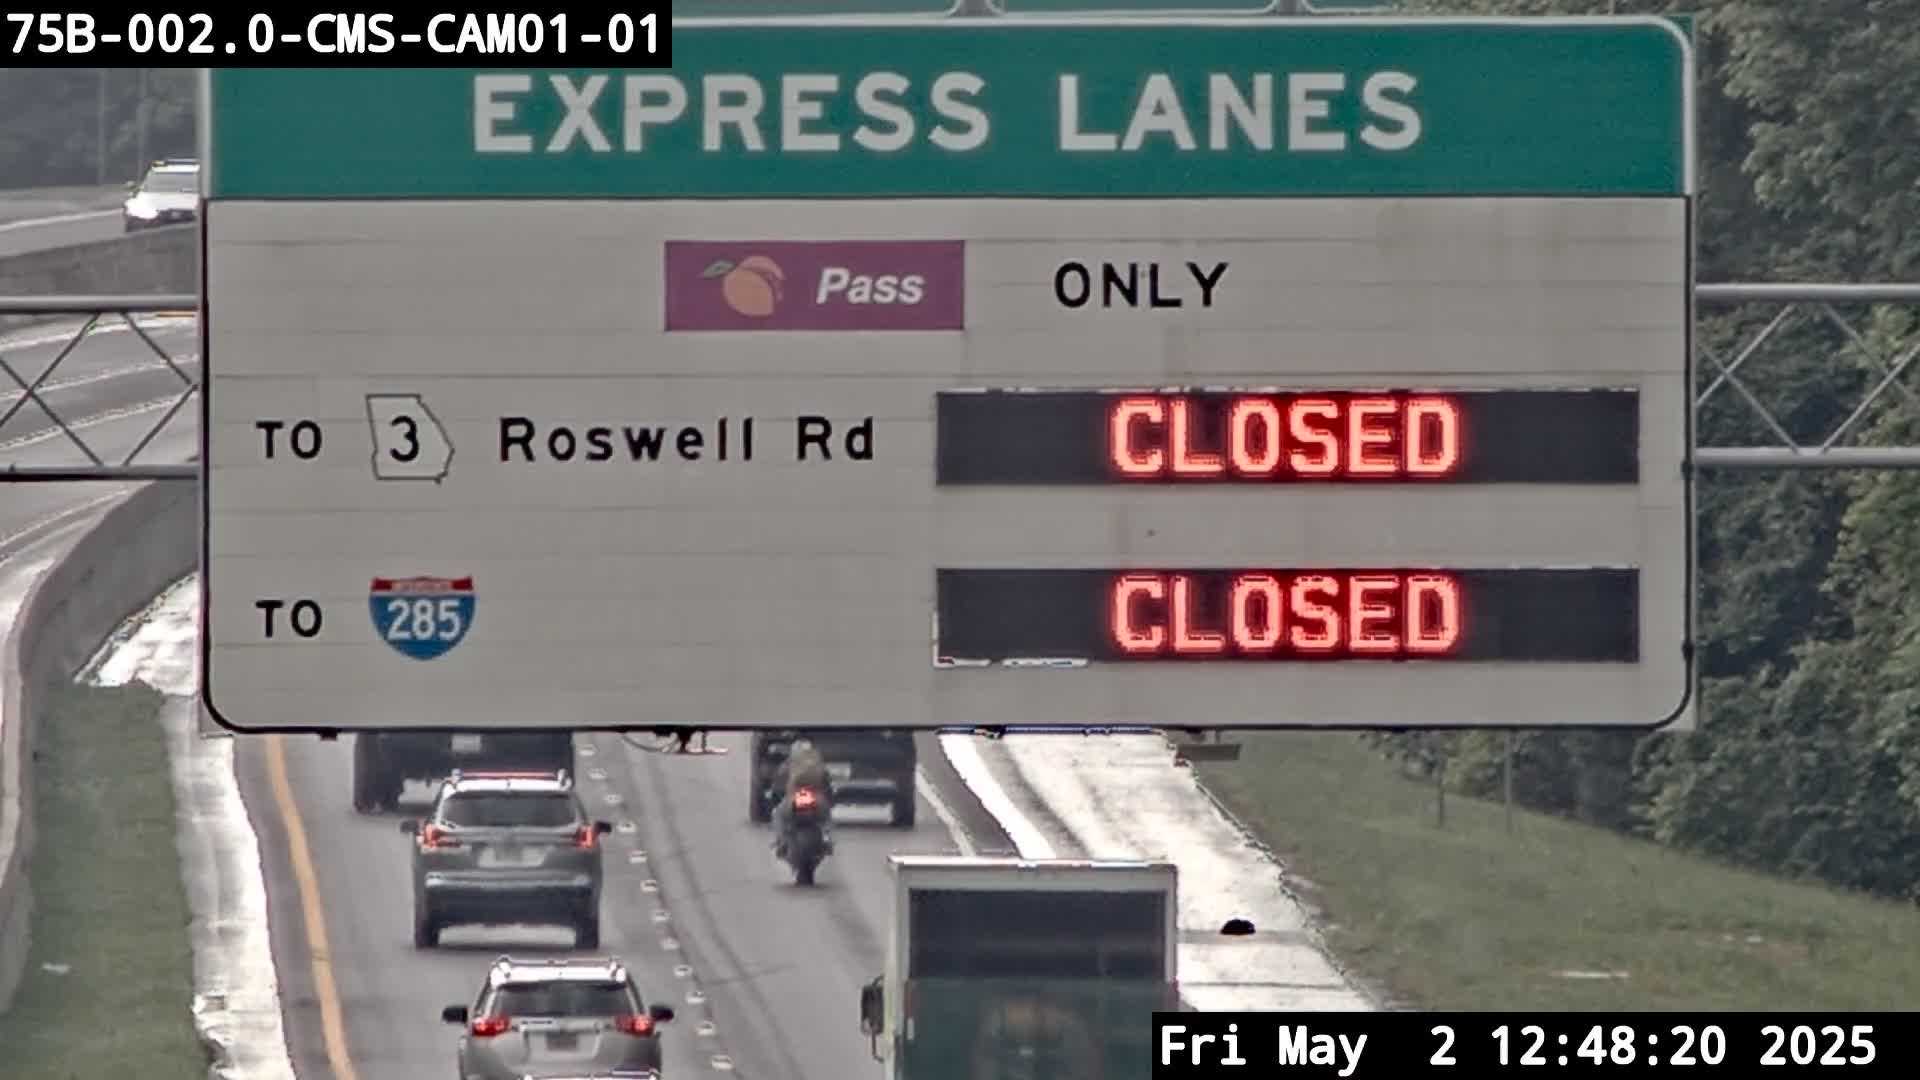 75B-002.0-CMS-CAM01-01
EXPRESS LANES
Pass ONLY
TO 3 Roswell Rd CLOSED
TO 285 CLOSED
Fri May 2 12:48:20 2025